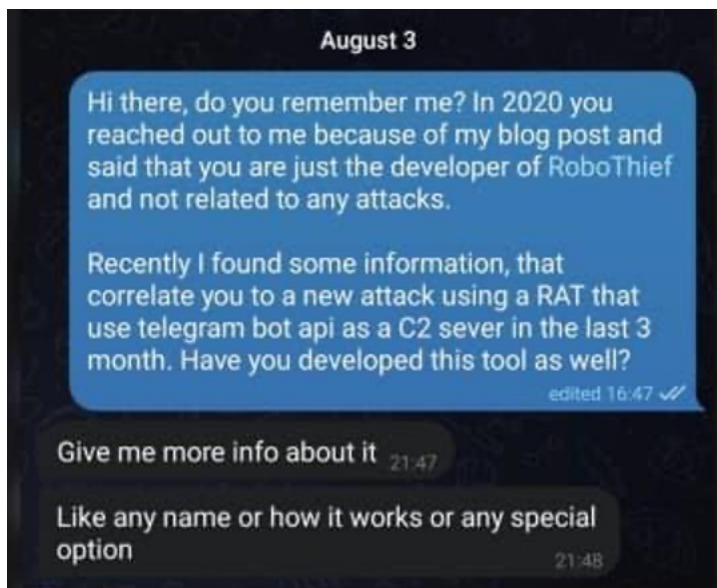 August 3
Hi there, do you remember me? In 2020 you
reached out to me because of my blog post and
said that you are just the developer of RoboThief
and not related to any attacks.
Recently I found some information, that
correlate you to a new attack using a RAT that
use telegram bot api as a C2 sever in the last 3
month. Have you developed this tool as well?
edited 16:47
Give me more info about it 21:47
Like any name or how it works or any special
option 21:48